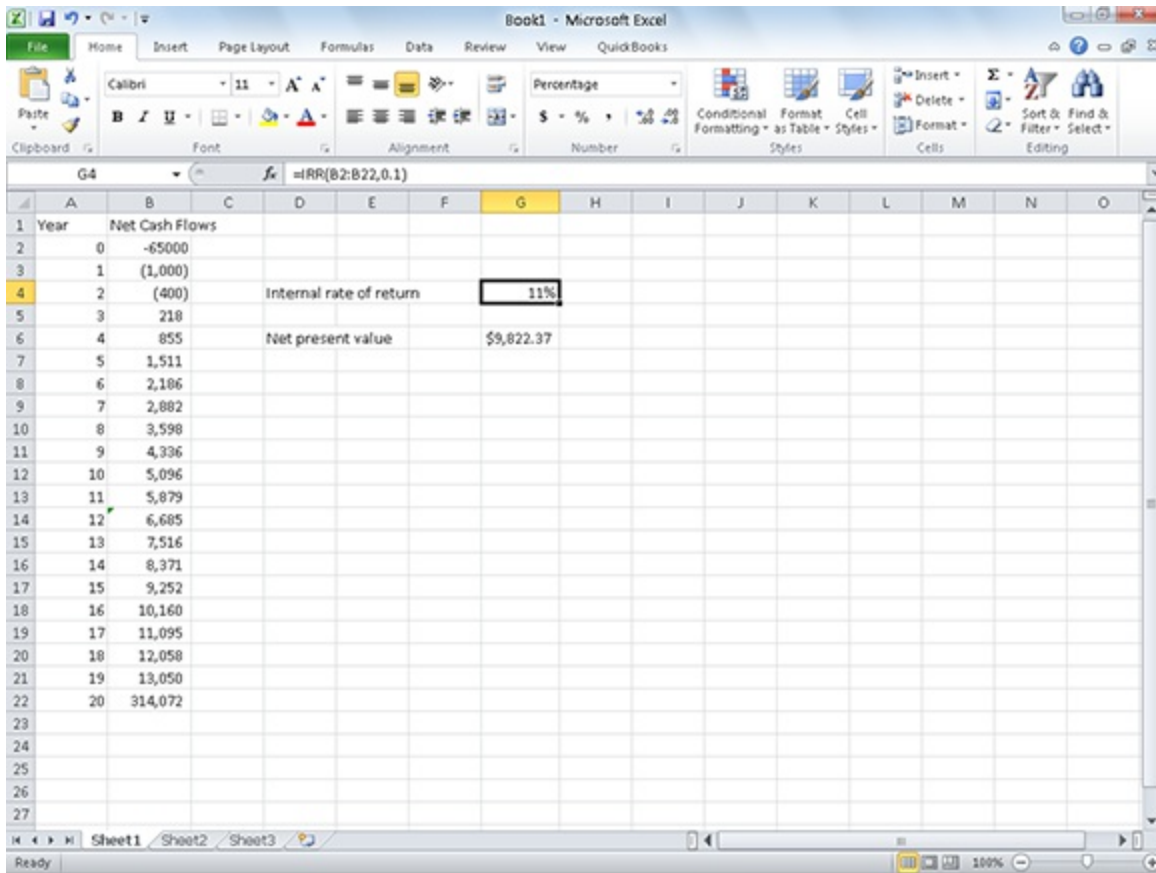 Book1 - Microsoft Excel
File Home Insert Page Layout Formulas Data Review View QuickBooks
Paste
Calibri 11 A A
B I U A
Percentage
$ % ,
Conditional Formatting
Format as Table
Cell Styles
Insert
Delete
Format
Σ
Sort & Filter
Find & Select
Clipboard Font Alignment Number Styles Cells Editing
G4 fx =IRR(B2:B22,0.1)
A B C D E F G H I J K L M N O
1 Year Net Cash Flows
2 0 -65000
3 1 (1,000)
4 2 (400) Internal rate of return 11%
5 3 218
6 4 855 Net present value $9,822.37
7 5 1,511
8 6 2,186
9 7 2,882
10 8 3,598
11 9 4,336
12 10 5,096
13 11 5,879
14 12 6,685
15 13 7,516
16 14 8,371
17 15 9,252
18 16 10,160
19 17 11,095
20 18 12,058
21 19 13,050
22 20 314,072
23
24
25
26
27
Sheet1 Sheet2 Sheet3
Ready 100%